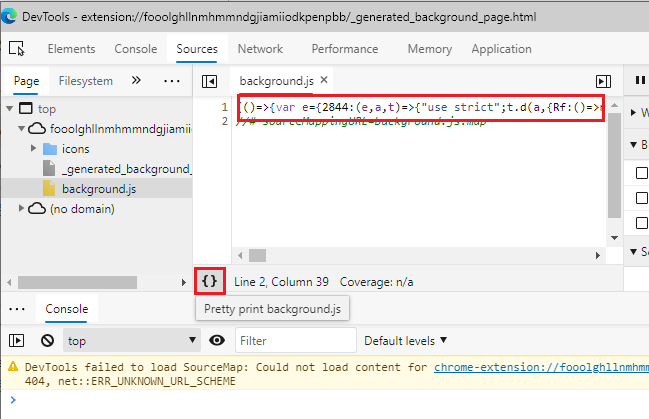 DevTools - extension://fooolghllnmhmmndgjiamiiodkpenpbb/_generated_background_page.html
Elements Console Sources Network Performance Memory Application
Page Filesystem
background.js
top
fooolghllnmhmmndgjiamii
icons
_generated_background_
background.js
(no domain)
1 (()=>{var e={2844:(e,a,t)=>{"use strict";t.d(a,{Rf:()=>
2 //# sourceMappingURL=background.js.map
W
B
Sc
{} Line 2, Column 39 Coverage: n/a
Pretty print background.js
Console
top Filter Default levels
DevTools failed to load SourceMap: Could not load content for chrome-extension://fooolghllnmhm
404, net::ERR_UNKNOWN_URL_SCHEME